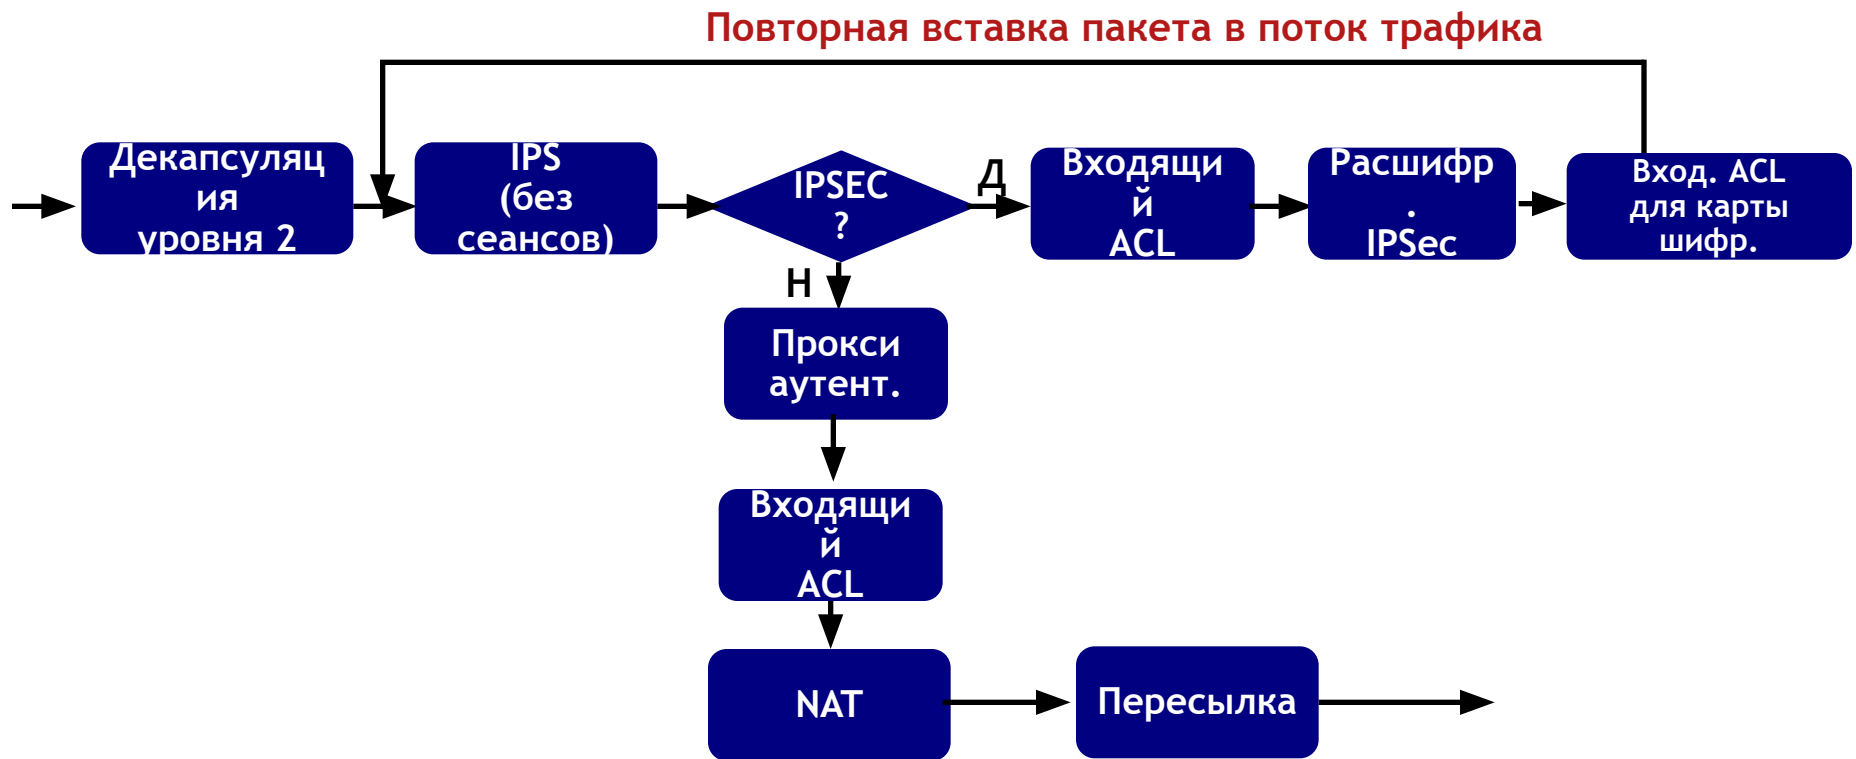 Повторная вставка пакета в поток трафика
Декапсуляц
ия
уровня 2
IPS
(без
сеансов)
IPSEC
?
Д
Входящи
й
ACL
Расшифр
.
IPSec
Вход. ACL
для карты
шифр.
Н
Прокси
аутент.
Входящи
й
ACL
NAT
Пересылка